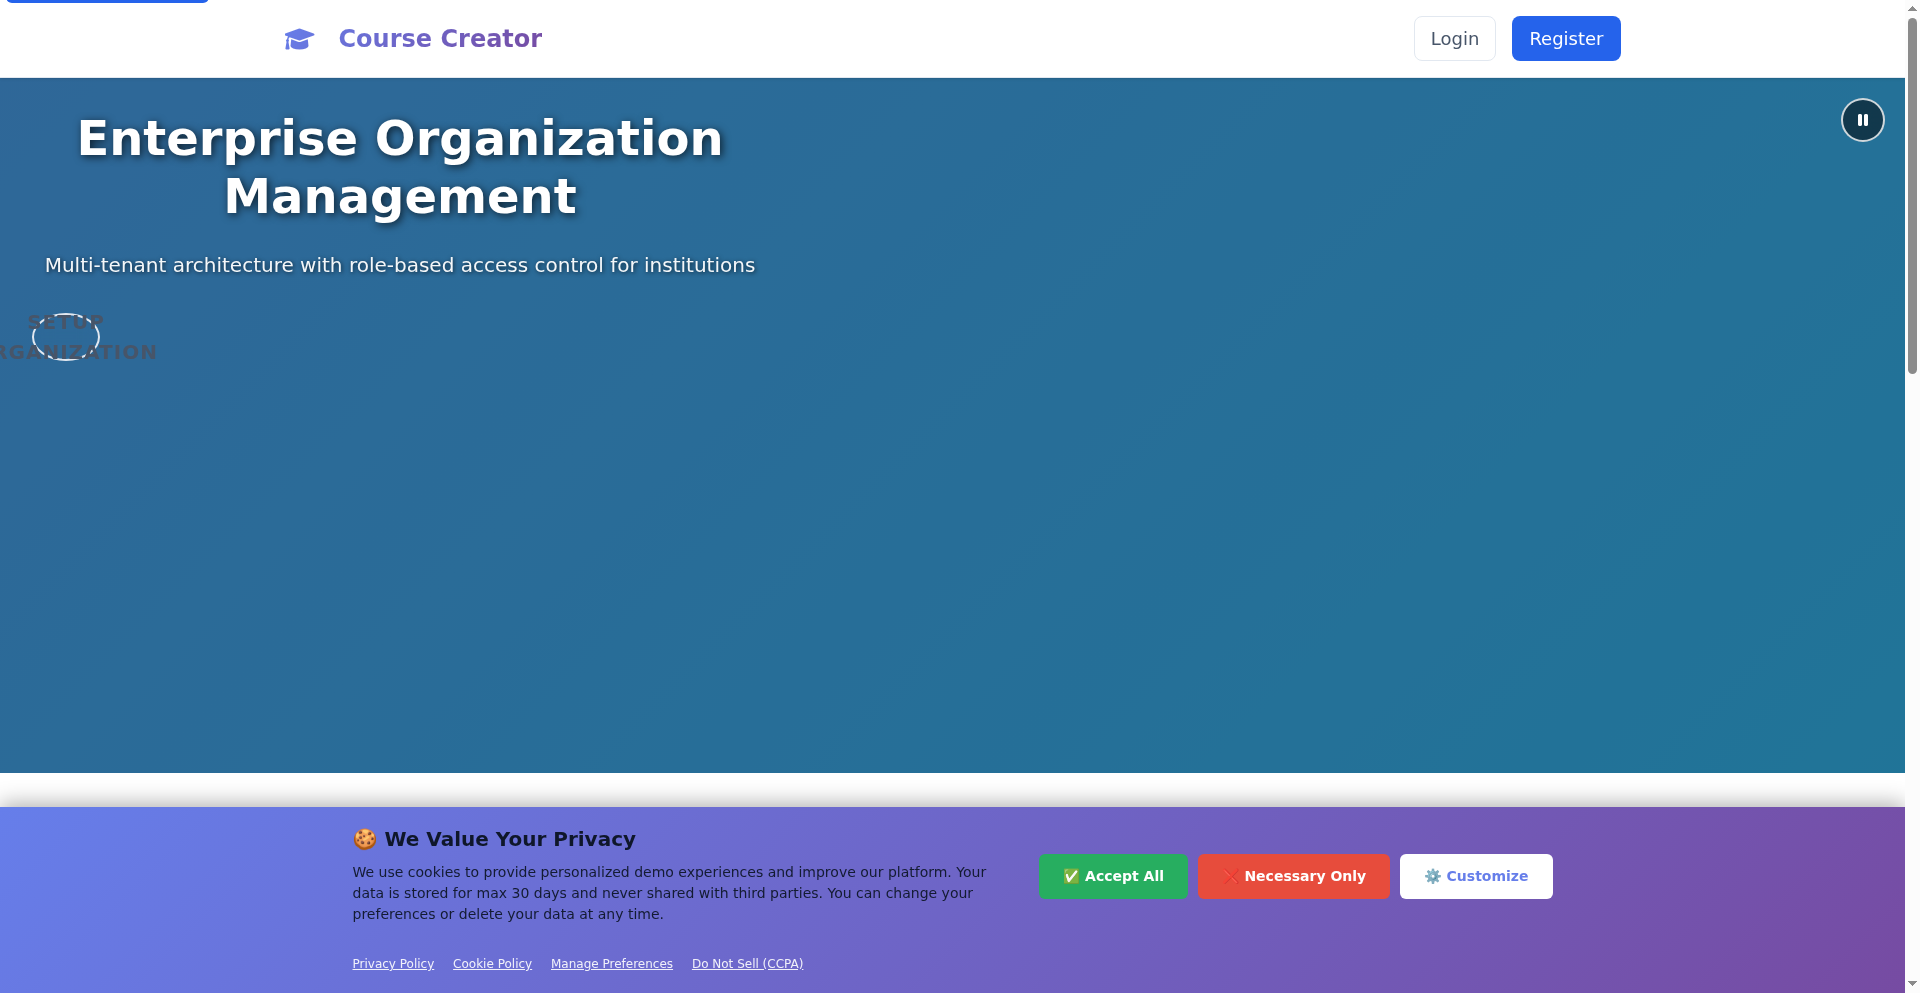 Course Creator
Login
Register
Enterprise Organization
Management
Multi-tenant architecture with role-based access control for institutions
SETUP
RGANIZATION
🍪 We Value Your Privacy
We use cookies to provide personalized demo experiences and improve our platform. Your
data is stored for max 30 days and never shared with third parties. You can change your
preferences or delete your data at any time.
✅ Accept All
❌ Necessary Only
⚙️ Customize
Privacy Policy
Cookie Policy
Manage Preferences
Do Not Sell (CCPA)